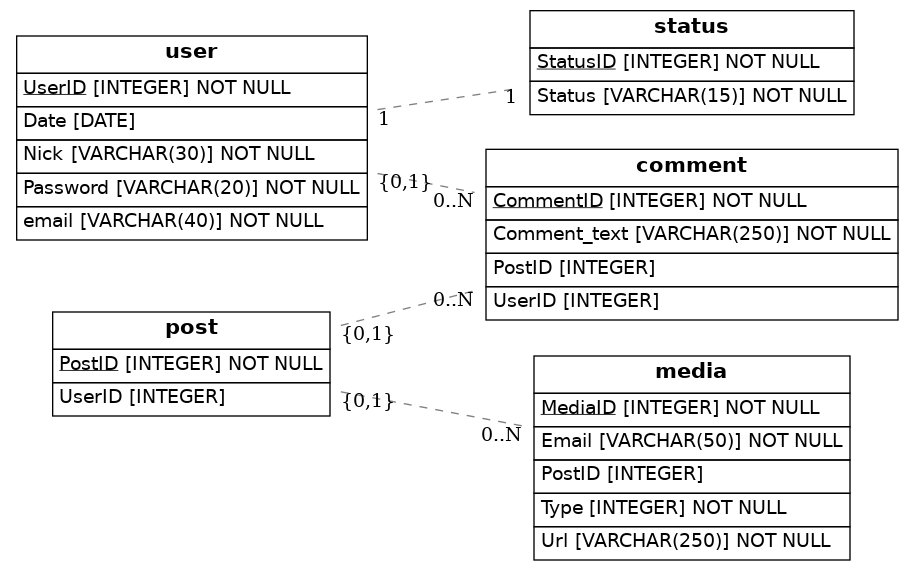 user
UserID [INTEGER] NOT NULL
Date [DATE]
Nick [VARCHAR(30)] NOT NULL
Password [VARCHAR(20)] NOT NULL
email [VARCHAR(40)] NOT NULL
status
StatusID [INTEGER] NOT NULL
Status [VARCHAR(15)] NOT NULL
1
1
{0,1}
0..N
comment
CommentID [INTEGER] NOT NULL
Comment_text [VARCHAR(250)] NOT NULL
PostID [INTEGER]
UserID [INTEGER]
post
PostID [INTEGER] NOT NULL
UserID [INTEGER]
0..N
{0,1}
{0,1}
0..N
media
MediaID [INTEGER] NOT NULL
Email [VARCHAR(50)] NOT NULL
PostID [INTEGER]
Type [INTEGER] NOT NULL
Url [VARCHAR(250)] NOT NULL